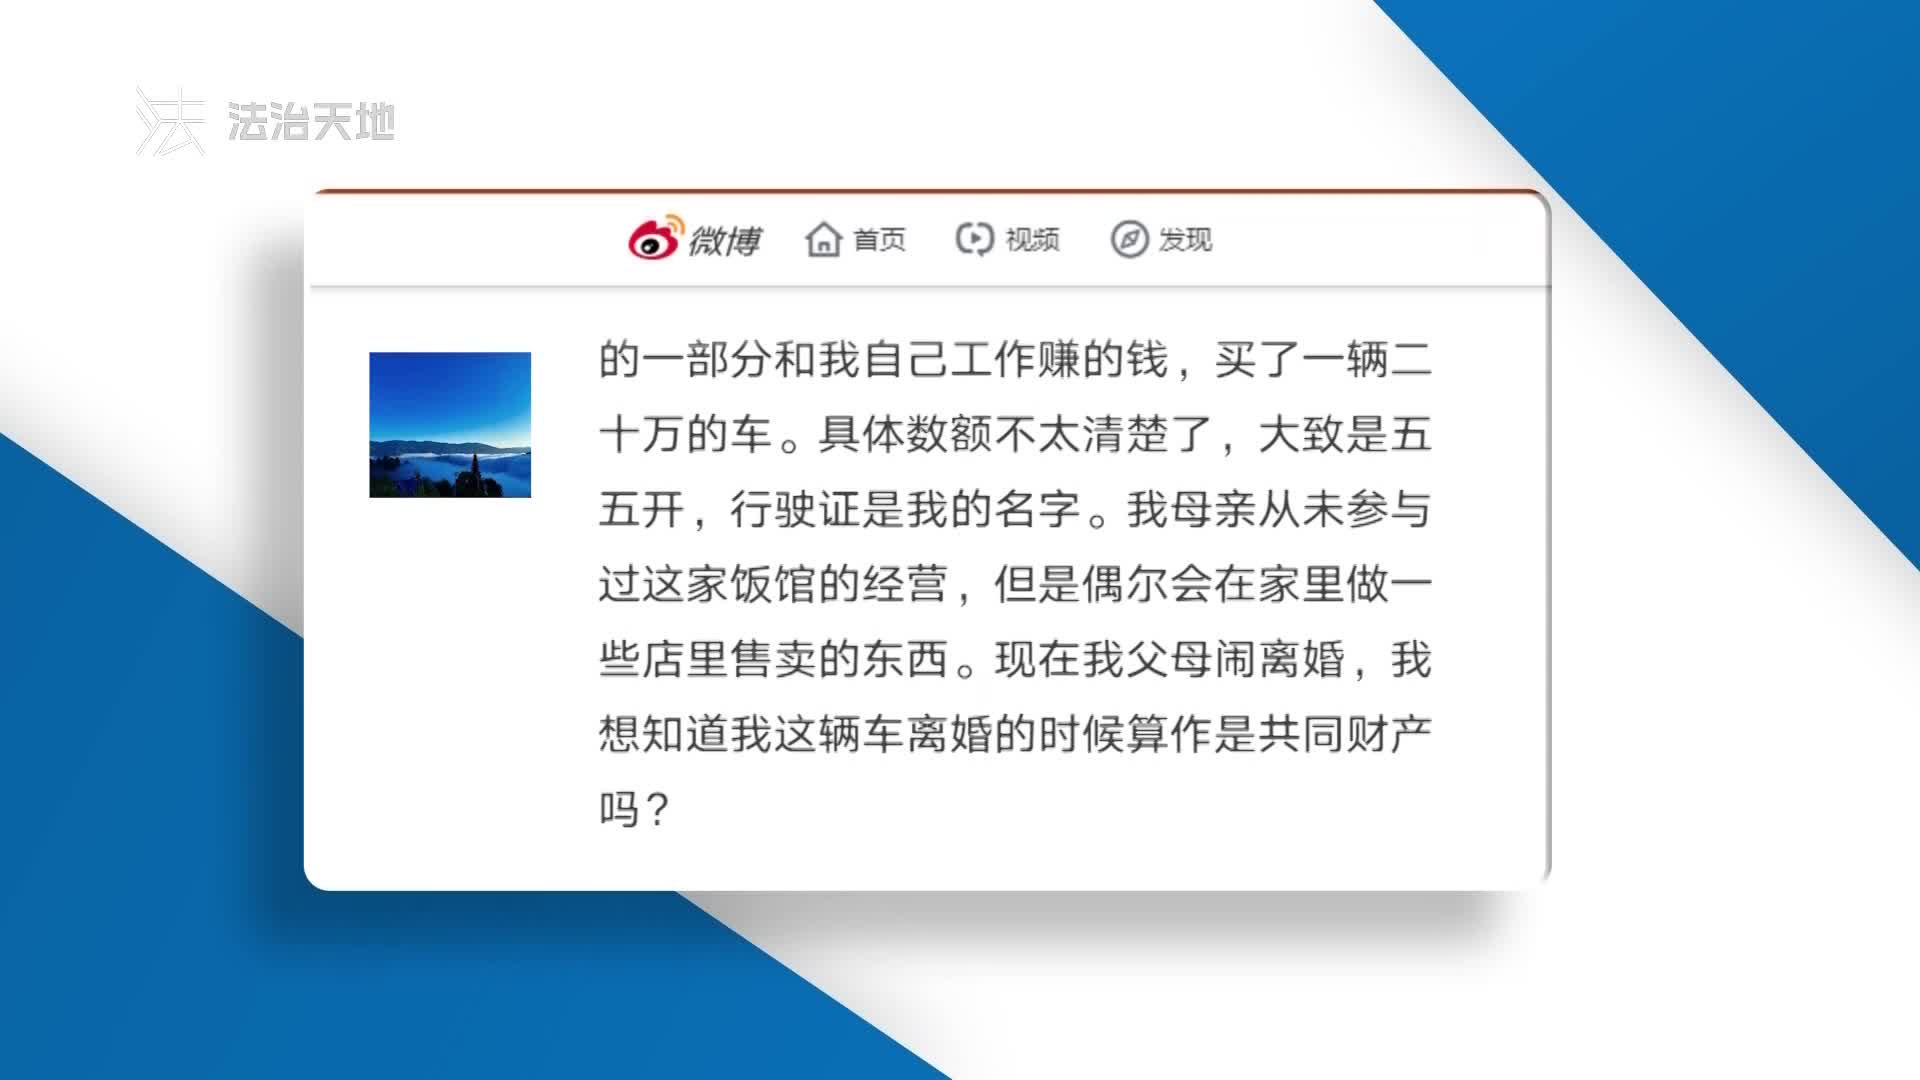 法治天地
微博 首页 视频 发现
的一部分和我自己工作赚的钱，买了一辆二
十万的车。具体数额不太清楚了，大致是五
五开，行驶证是我的名字。我母亲从未参与
过这家饭馆的经营，但是偶尔会在家里做一
些店里售卖的东西。现在我父母闹离婚，我
想知道我这辆车离婚的时候算作是共同财产
吗？